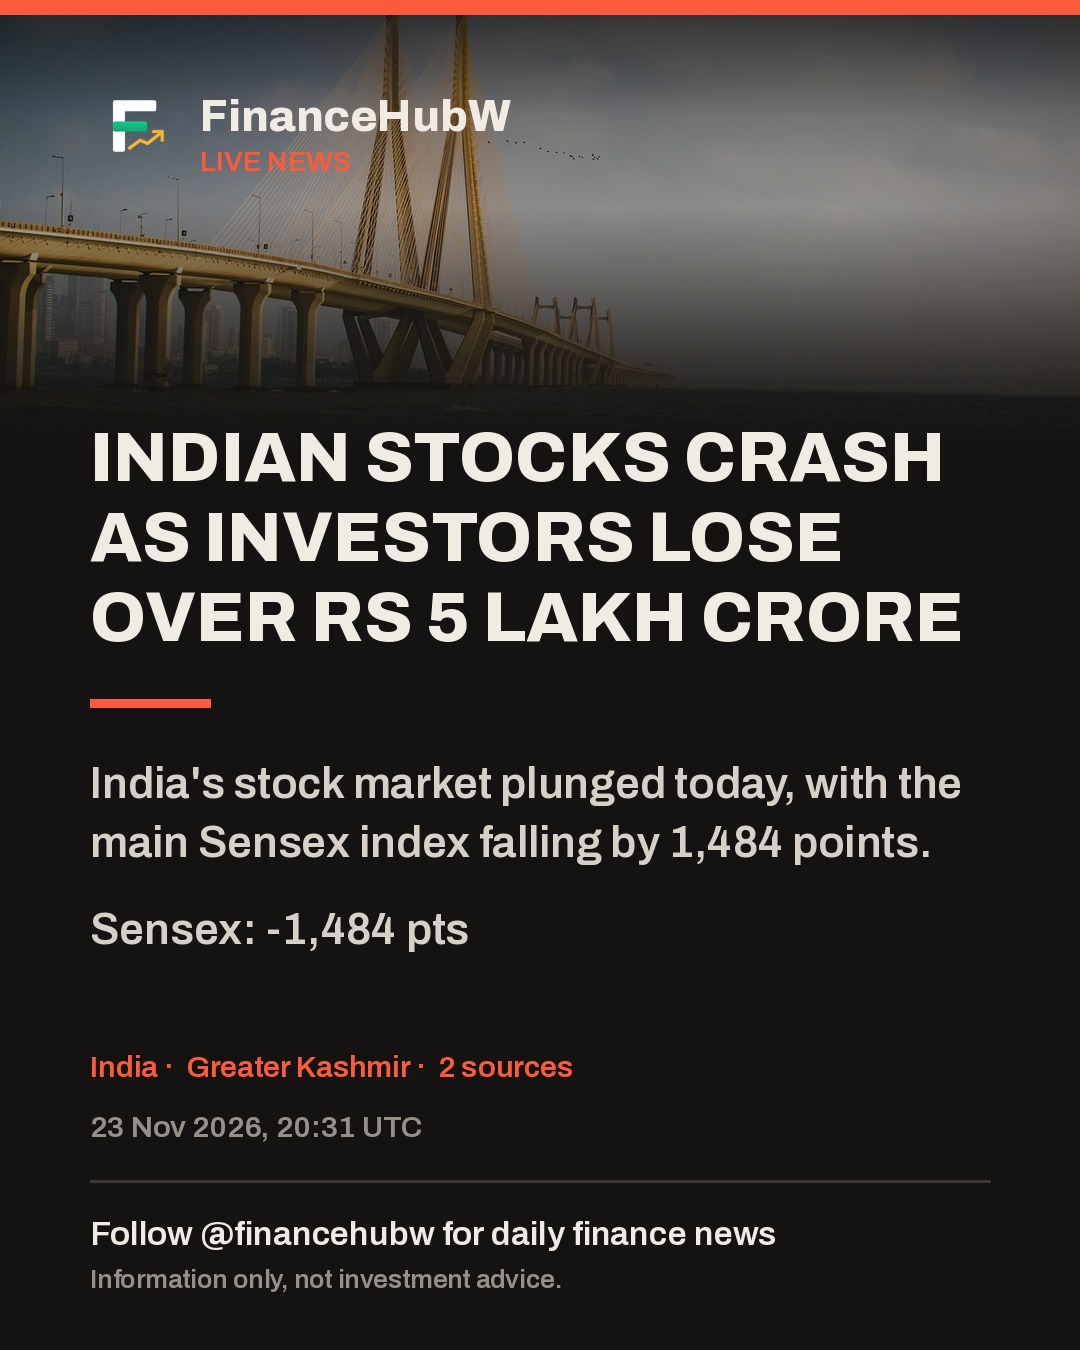 FinanceHubW
LIVE NEWS
INDIAN STOCKS CRASH
AS INVESTORS LOSE
OVER RS 5 LAKH CRORE
India's stock market plunged today, with the
main Sensex index falling by 1,484 points.
Sensex: -1,484 pts
India · Greater Kashmir · 2 sources
23 Nov 2026, 20:31 UTC
Follow @financehubw for daily finance news
Information only, not investment advice.